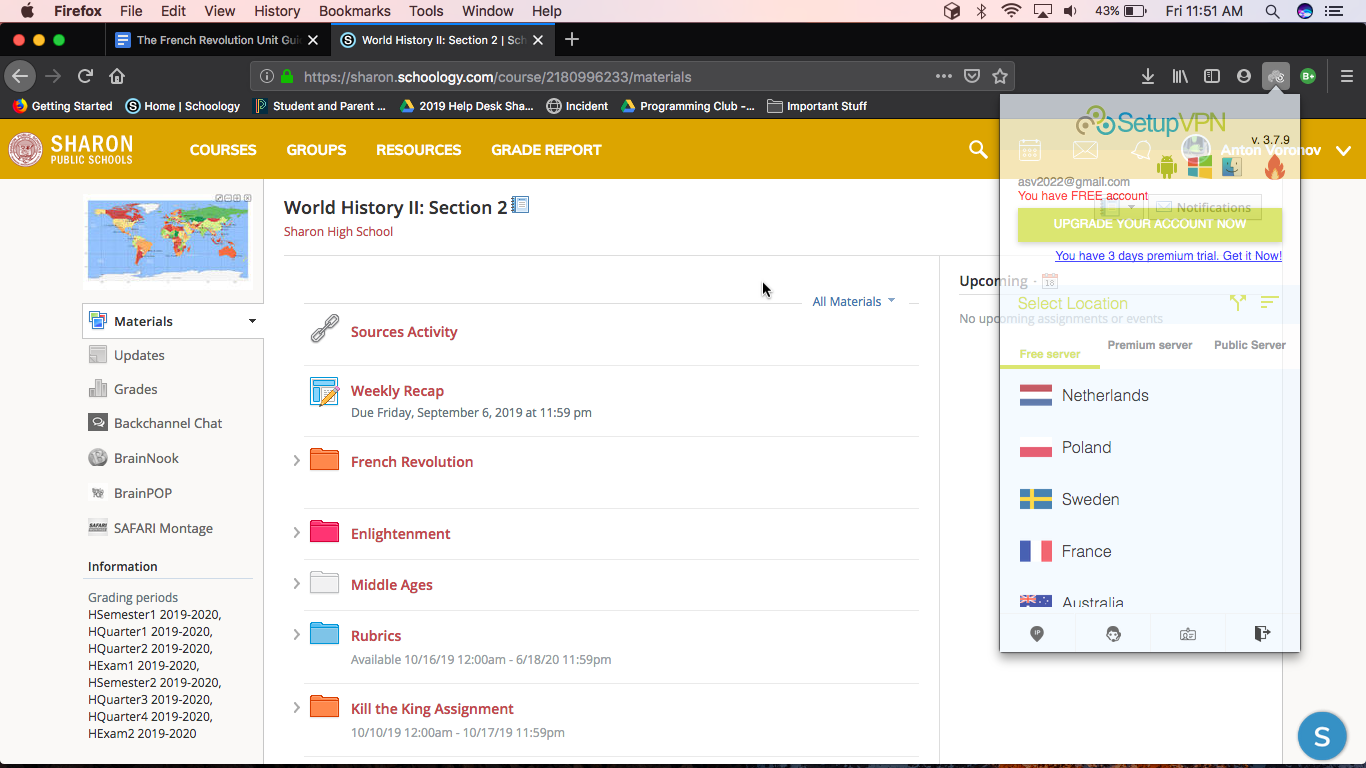 Firefox File Edit View History Bookmarks Tools Window Help 43% Fri 11:51 AM
The French Revolution Unit Gui
World History II: Section 2 | Sch
https://sharon.schoology.com/course/2180996233/materials
Getting Started Home | Schoology Student and Parent ... 2019 Help Desk Sha... Incident Programming Club -... Important Stuff
SHARON
PUBLIC SCHOOLS
COURSES GROUPS RESOURCES GRADE REPORT
Anton Voronov
World History II: Section 2
Sharon High School
Notifications
Materials
Updates
Grades
Backchannel Chat
BrainNook
BrainPOP
SAFARI Montage
Information
Grading periods
HSemester1 2019-2020,
HQuarter1 2019-2020,
HQuarter2 2019-2020,
HExam1 2019-2020,
HSemester2 2019-2020,
HQuarter3 2019-2020,
HQuarter4 2019-2020,
HExam2 2019-2020
All Materials
Sources Activity
Weekly Recap
Due Friday, September 6, 2019 at 11:59 pm
French Revolution
Enlightenment
Middle Ages
Rubrics
Available 10/16/19 12:00am - 6/18/20 11:59pm
Kill the King Assignment
10/10/19 12:00am - 10/17/19 11:59pm
Upcoming · 18
No upcoming assignments or events
SetupVPN
v. 3.7.9
asv2022@gmail.com
You have FREE account
UPGRADE YOUR ACCOUNT NOW
You have 3 days premium trial. Get it Now!
Select Location
Free server Premium server Public Server
Netherlands
Poland
Sweden
France
Australia
IP
S